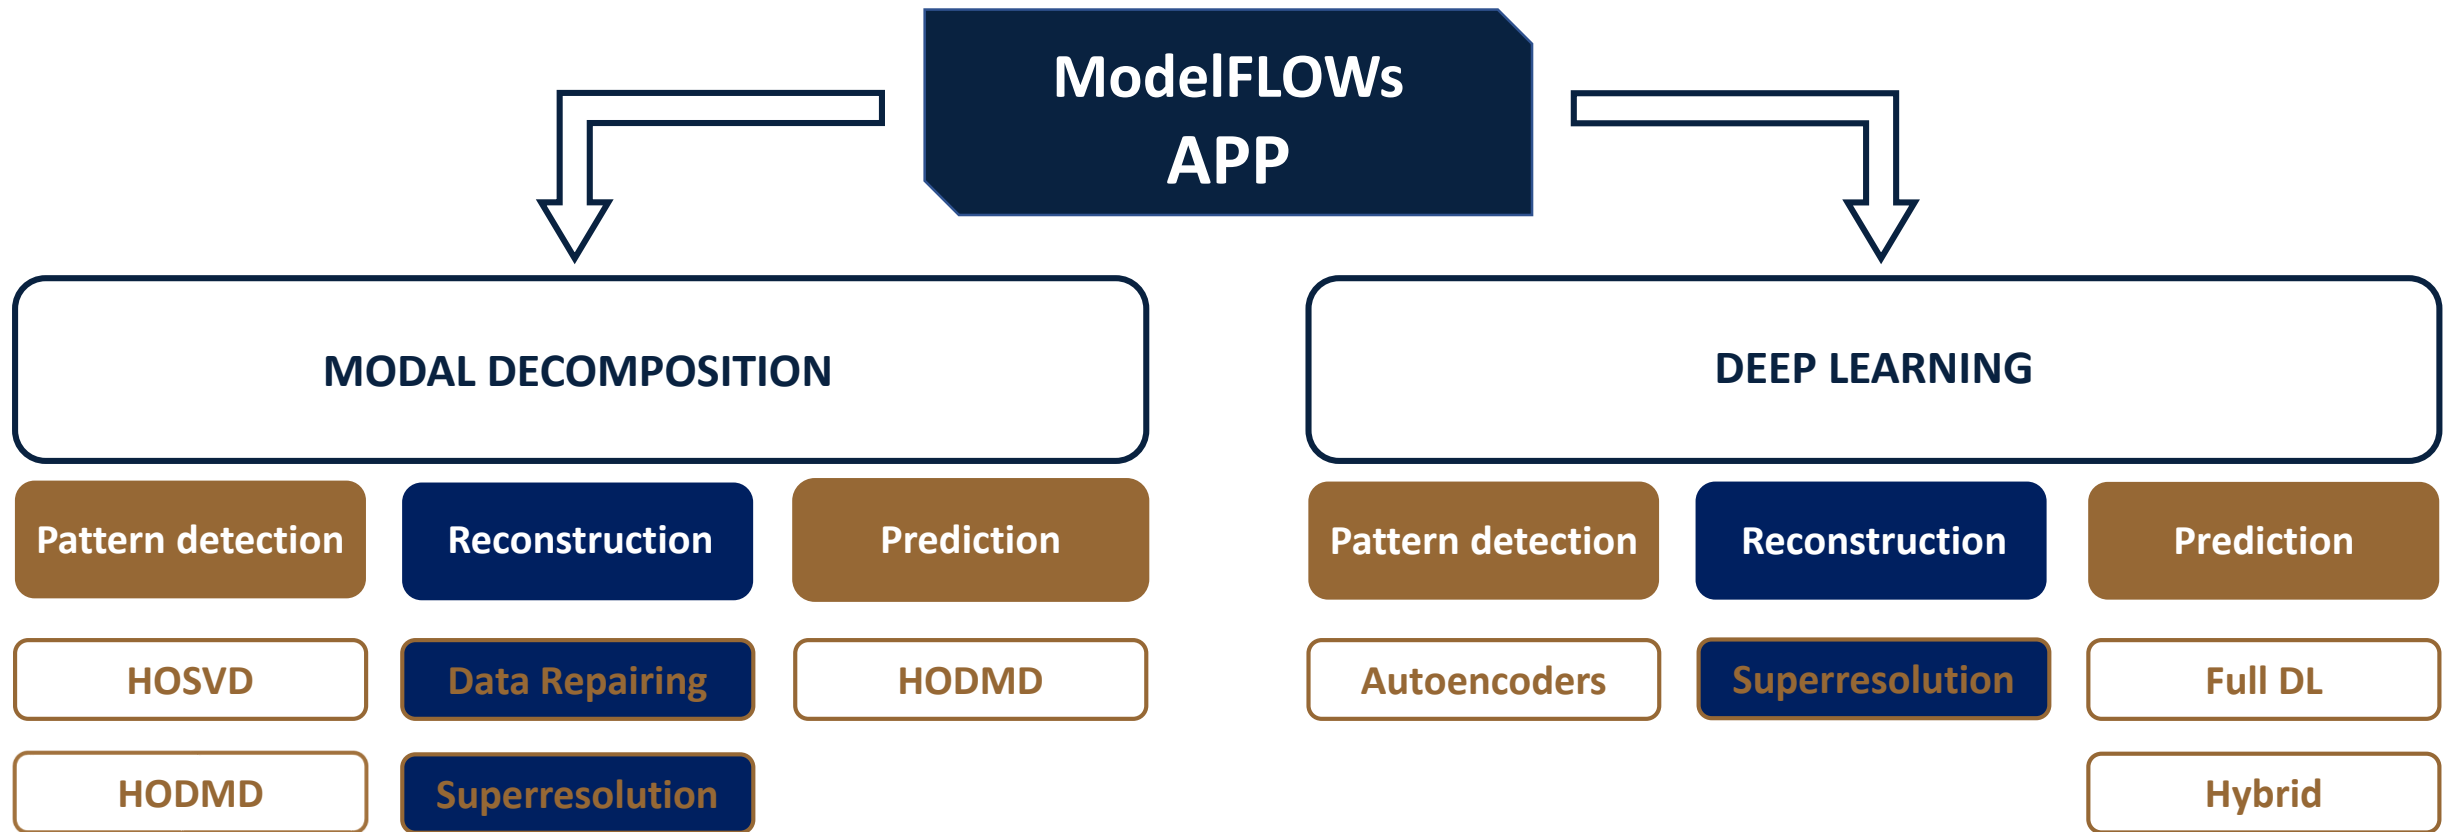 ModelFLOWs
APP
MODAL DECOMPOSITION
DEEP LEARNING
Pattern detection
Reconstruction
Prediction
Pattern detection
Reconstruction
Prediction
HOSVD
Data Repairing
HODMD
Autoencoders
Superresolution
Full DL
HODMD
Superresolution
Hybrid